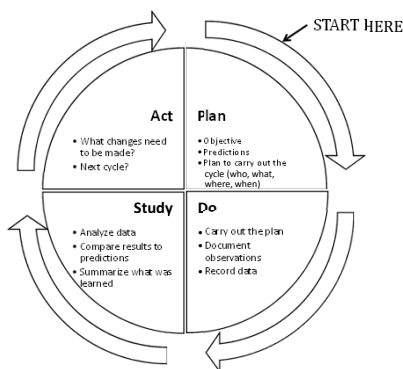 START HERE
Act
• What changes need
to be made?
• Next cycle?
Plan
• Objective
• Predictions
• Plan to carry out the
cycle (who, what,
where, when)
Study
• Analyze data
• Compare results to
predictions
• Summarize what was
learned
Do
• Carry out the plan
• Document
observations
• Record data